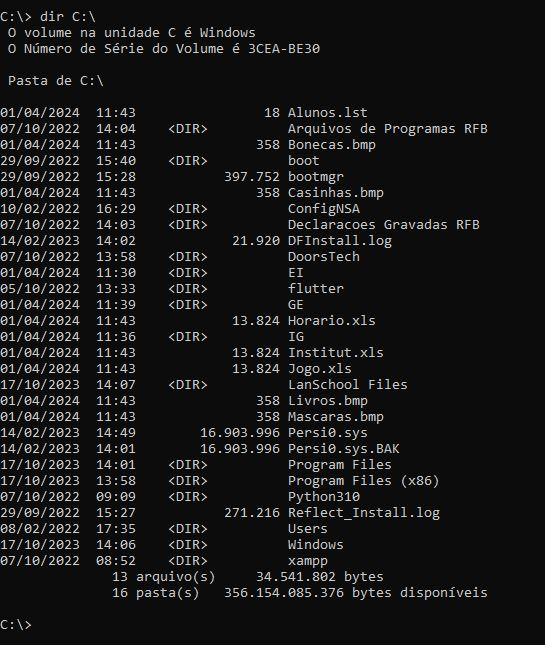 C:\> dir C:\
 O volume na unidade C é Windows
 O Número de Série do Volume é 3CEA-BE30

 Pasta de C:\

01/04/2024  11:43                18 Alunos.lst
07/10/2022  14:04    <DIR>          Arquivos de Programas RFB
01/04/2024  11:43               358 Bonecas.bmp
29/09/2022  15:40    <DIR>          boot
29/09/2022  15:28           397.752 bootmgr
01/04/2024  11:43               358 Casinhas.bmp
10/02/2022  16:29    <DIR>          ConfigNSA
07/10/2022  14:03    <DIR>          Declaracoes Gravadas RFB
14/02/2023  14:02            21.920 DFInstall.log
07/10/2022  13:58    <DIR>          DoorsTech
01/04/2024  11:30    <DIR>          EI
05/10/2022  13:33    <DIR>          flutter
01/04/2024  11:39    <DIR>          GE
01/04/2024  11:43            13.824 Horario.xls
01/04/2024  11:36    <DIR>          IG
01/04/2024  11:43            13.824 Institut.xls
01/04/2024  11:43            13.824 Jogo.xls
17/10/2023  14:07    <DIR>          LanSchool Files
01/04/2024  11:43               358 Livros.bmp
01/04/2024  11:43               358 Mascaras.bmp
14/02/2023  14:49        16.903.996 Persi0.sys
14/02/2023  14:01        16.903.996 Persi0.sys.BAK
17/10/2023  14:01    <DIR>          Program Files
17/10/2023  13:58    <DIR>          Program Files (x86)
07/10/2022  09:09    <DIR>          Python310
29/09/2022  15:27           271.216 Reflect_Install.log
08/02/2022  17:35    <DIR>          Users
17/10/2023  14:06    <DIR>          Windows
07/10/2022  08:52    <DIR>          xampp
              13 arquivo(s)     34.541.802 bytes
              16 pasta(s)   356.154.085.376 bytes disponíveis

C:\>